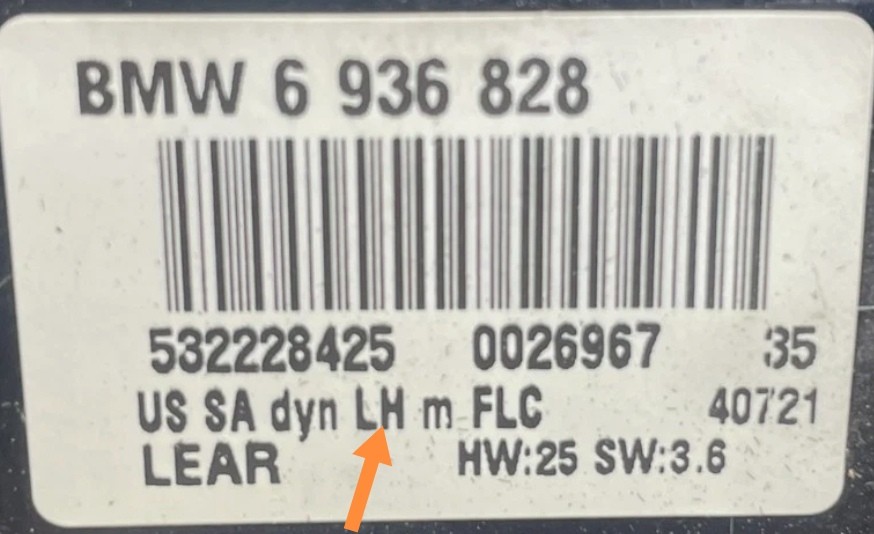 BMW 6 936 828
532228425 0026967 35
US SA dyn LH m FLC 40721
LEAR HW:25 SW:3.6